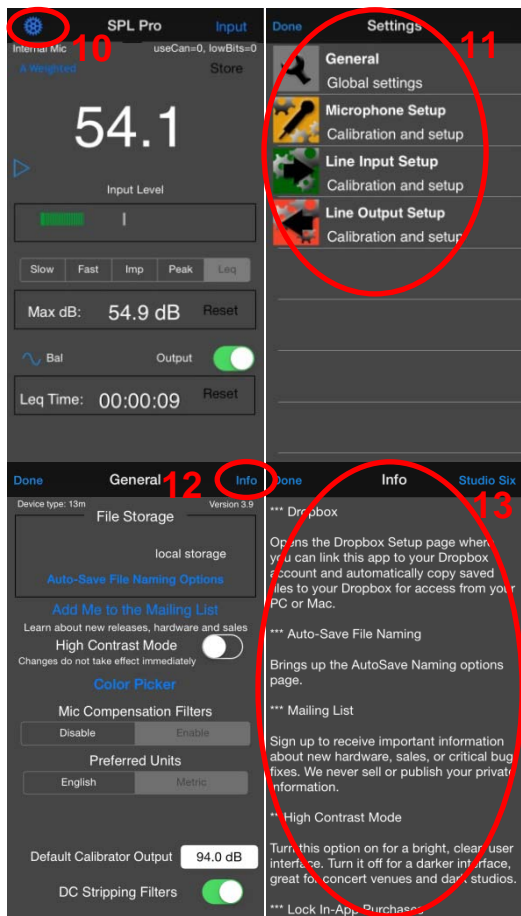 SPL Pro
Input
10
Internal Mic
useCan=0, lowBits=0
A Weighted
Store
54.1
Input Level
Slow
Fast
Imp
Peak
Leq
Max dB:
54.9 dB
Reset
Bal
Output
Leq Time:
00:00:09
Reset
Done
Settings
11
General
Global settings
Microphone Setup
Calibration and setup
Line Input Setup
Calibration and setup
Line Output Setup
Calibration and setup
Done
General
12
Info
Device type: 13m
Version 3.9
File Storage
local storage
Auto-Save File Naming Options
Add Me to the Mailing List
Learn about new releases, hardware and sales
High Contrast Mode
Changes do not take effect immediately
Color Picker
Mic Compensation Filters
Disable
Enable
Preferred Units
English
Metric
Default Calibrator Output
94.0 dB
DC Stripping Filters
Done
Info
Studio Six
13
*** Dropbox
Opens the Dropbox Setup page where
you can link this app to your Dropbox
account and automatically copy saved
files to your Dropbox for access from your
PC or Mac.
*** Auto-Save File Naming
Brings up the AutoSave Naming options
page.
*** Mailing List
Sign up to receive important information
about new hardware, sales, or critical bug
fixes. We never sell or publish your private
information.
*** High Contrast Mode
Turn this option on for a bright, clean user
interface. Turn it off for a darker interface,
great for concert venues and dark studios.
*** Lock In-App Purchases